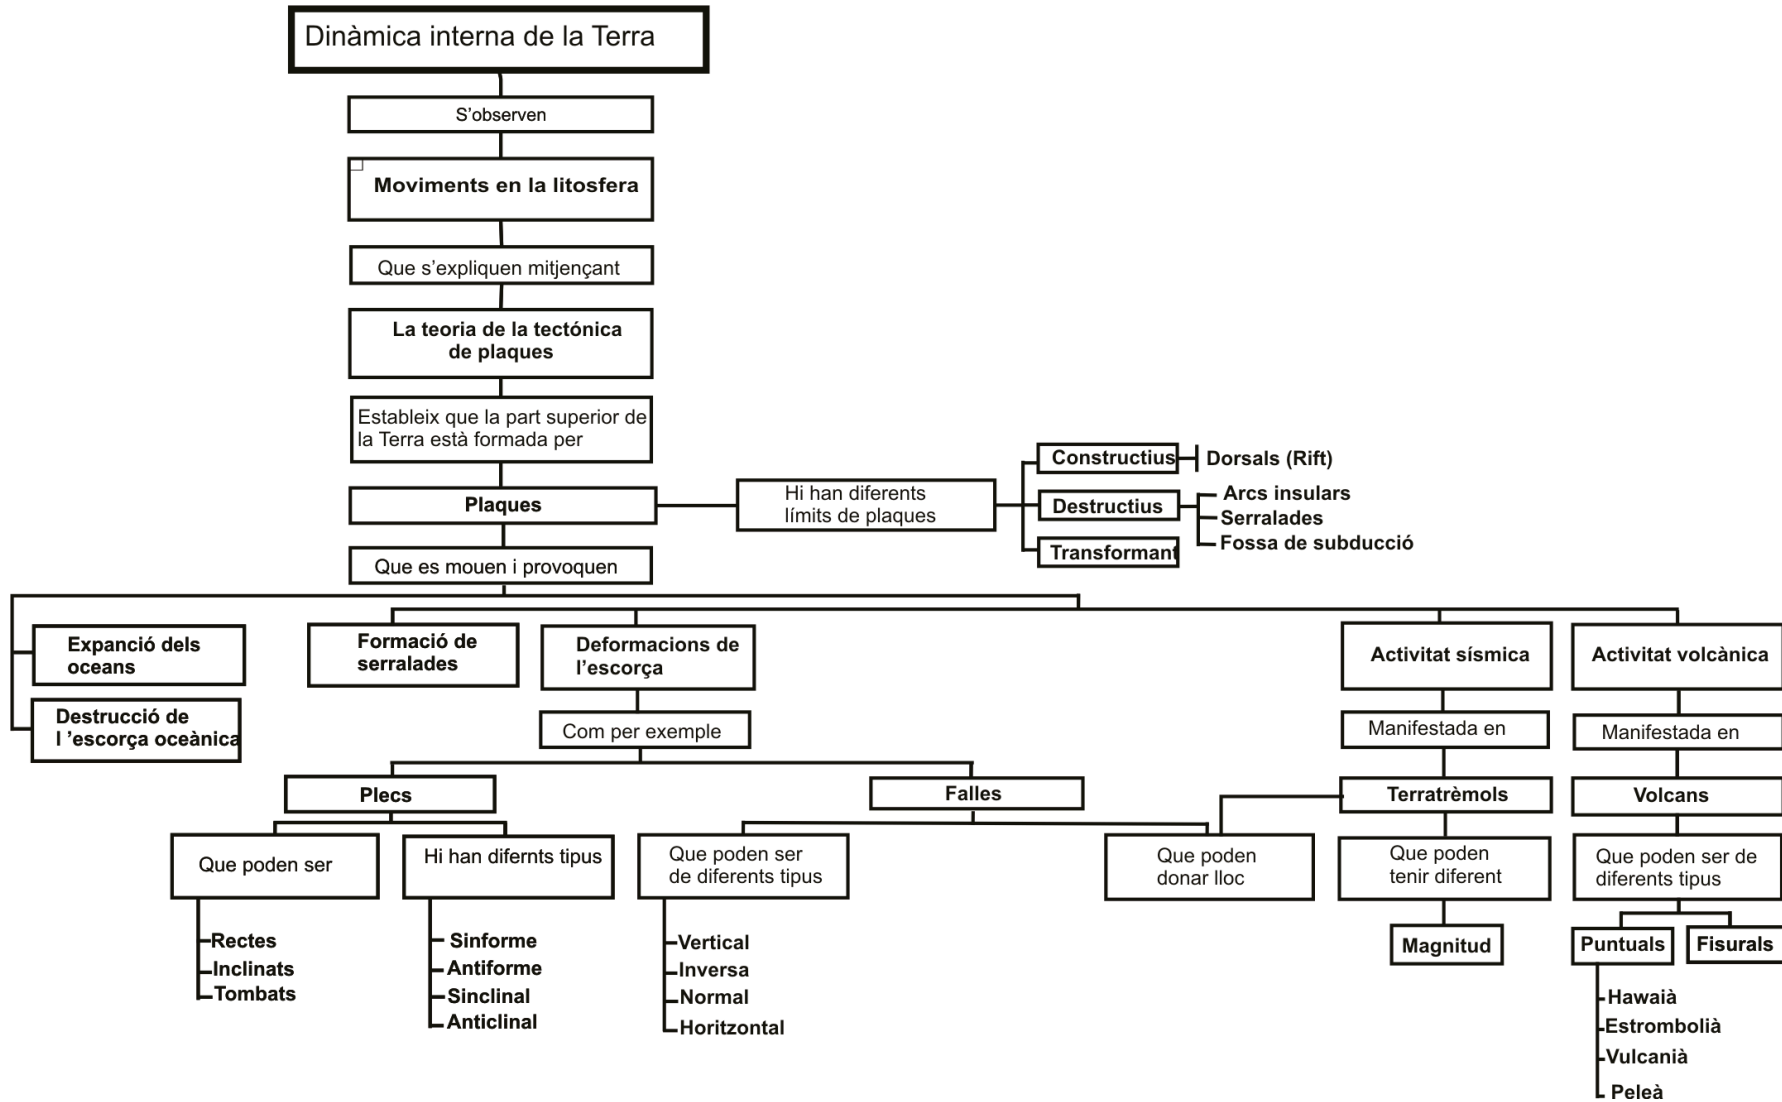 Dinàmica interna de la Terra
S’observen
Moviments en la litosfera
Que s’expliquen mitjençant
La teoria de la tectónica
de plaques
Estableix que la part superior de
la Terra està formada per
Plaques
Hi han diferents
límits de plaques
Constructius
Dorsals (Rift)
Destructius
Arcs insulars
Serralades
Fossa de subducció
Transformant
Que es mouen i provoquen
Expanció dels
oceans
Destrucció de
l ’escorça oceànica
Formació de
serralades
Deformacions de
l’escorça
Com per exemple
Plecs
Que poden ser
Rectes
Inclinats
Tombats
Hi han difernts tipus
Sinforme
Antiforme
Sinclinal
Anticlinal
Falles
Que poden ser
de diferents tipus
Vertical
Inversa
Normal
Horitzontal
Que poden
donar lloc
Activitat sísmica
Manifestada en
Terratrèmols
Que poden
tenir diferent
Magnitud
Activitat volcànica
Manifestada en
Volcans
Que poden ser de
diferents tipus
Puntuals
Fisurals
Hawaià
Estrombolià
Vulcanià
Peleà